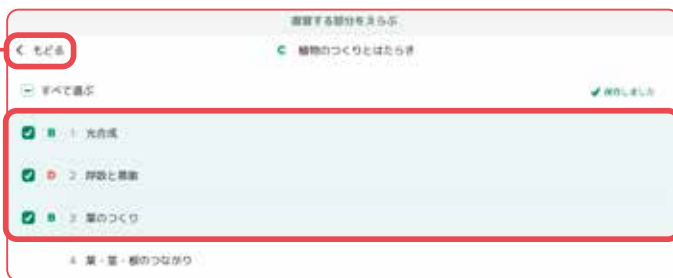 復習する部分をえらぶ
もどる
C 植物のつくりとはたらき
すべて選ぶ
保存しました
B 1 光合成
D 2 呼吸と蒸散
B 3 葉のつくり
4 葉・茎・根のつながり